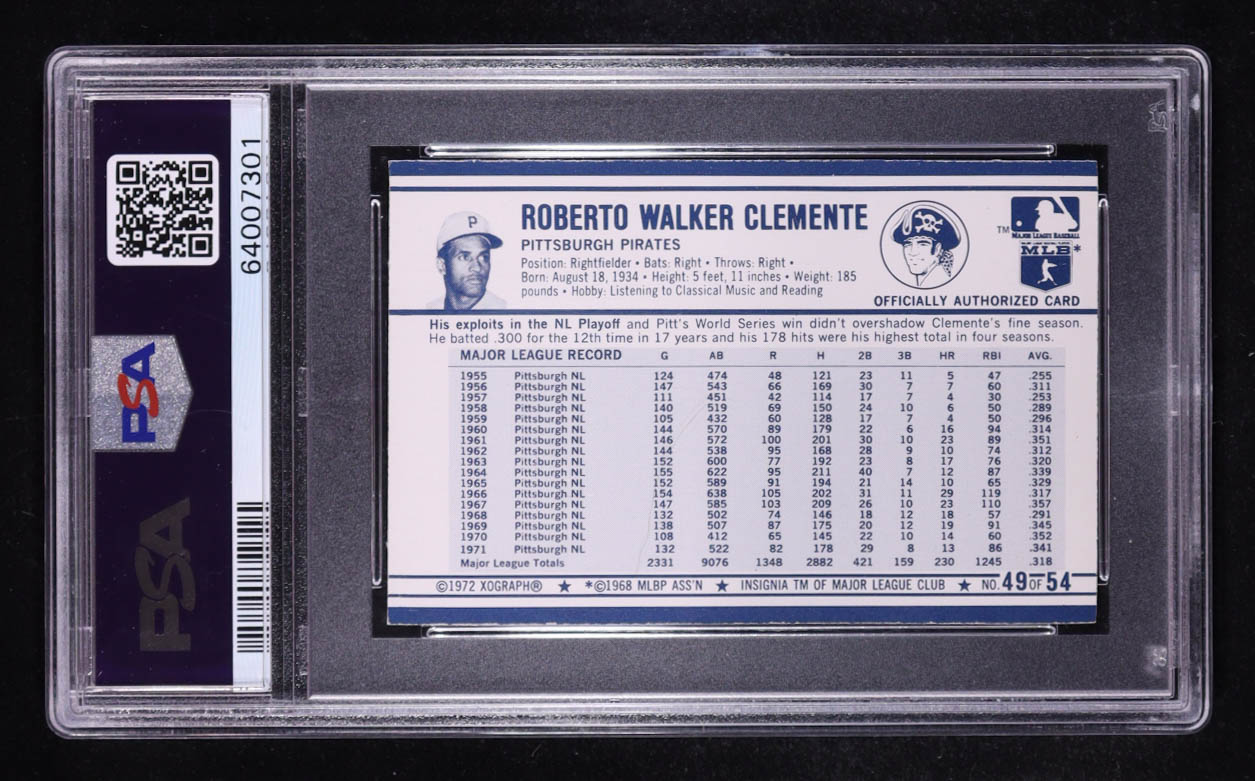 64007301
PSA
PSA
ROBERTO WALKER CLEMENTE
PITTSBURGH PIRATES
Position: Rightfielder • Bats: Right • Throws: Right •
Born: August 18, 1934 • Height: 5 feet, 11 inches • Weight: 185
pounds • Hobby: Listening to Classical Music and Reading
P
TM
MAJOR LEAGUE BASEBALL
MLB*
OFFICIALLY AUTHORIZED CARD
His exploits in the NL Playoff and Pitt's World Series win didn't overshadow Clemente's fine season.
He batted .300 for the 12th time in 17 years and his 178 hits were his highest total in four seasons.
MAJOR LEAGUE RECORD G AB R H 2B 3B HR RBI AVG.
1955 Pittsburgh NL 124 474 48 121 23 11 5 47 .255
1956 Pittsburgh NL 147 543 66 169 30 7 7 60 .311
1957 Pittsburgh NL 111 451 42 114 17 7 4 30 .253
1958 Pittsburgh NL 140 519 69 150 24 10 6 50 .289
1959 Pittsburgh NL 105 432 60 128 17 7 4 50 .296
1960 Pittsburgh NL 144 570 89 179 22 6 16 94 .314
1961 Pittsburgh NL 146 572 100 201 30 10 23 89 .351
1962 Pittsburgh NL 144 538 95 168 28 9 10 74 .312
1963 Pittsburgh NL 152 600 77 192 23 8 17 76 .320
1964 Pittsburgh NL 155 622 95 211 40 7 12 87 .339
1965 Pittsburgh NL 152 589 91 194 21 14 10 65 .329
1966 Pittsburgh NL 154 638 105 202 31 11 29 119 .317
1967 Pittsburgh NL 147 585 103 209 26 10 23 110 .357
1968 Pittsburgh NL 132 502 74 146 18 12 18 57 .291
1969 Pittsburgh NL 138 507 87 175 20 12 19 91 .345
1970 Pittsburgh NL 108 412 65 145 22 10 14 60 .352
1971 Pittsburgh NL 132 522 82 178 29 8 13 86 .341
Major League Totals 2331 9076 1348 2882 421 159 230 1245 .318
©1972 XOGRAPH® ★ *©1968 MLBP ASS'N ★ INSIGNIA TM OF MAJOR LEAGUE CLUB ★ NO. 49 OF 54